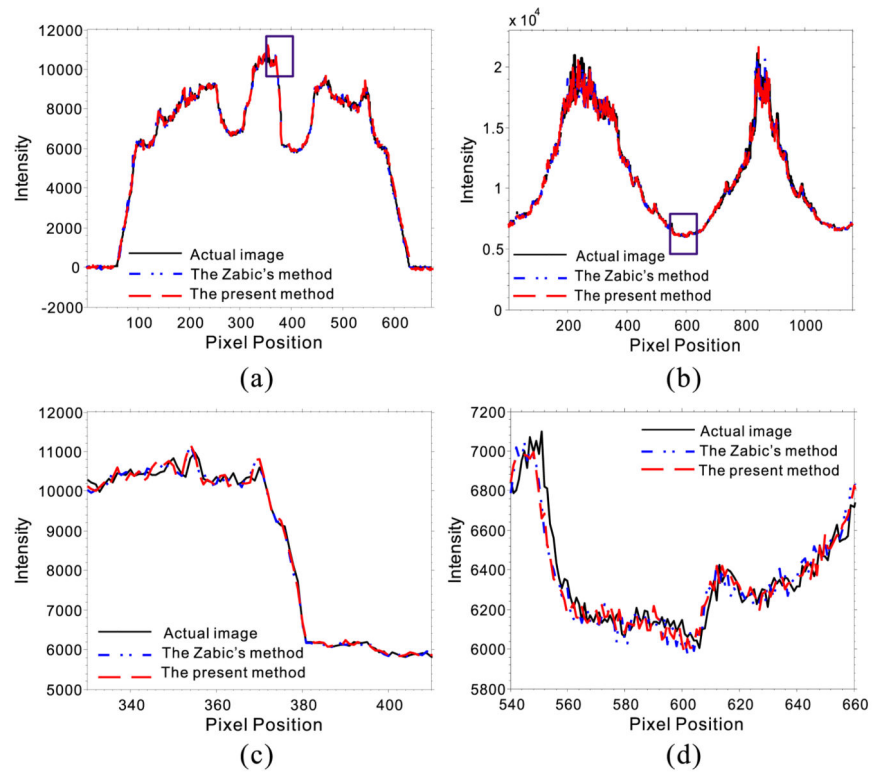 12000
10000
8000
6000
4000
2000
0
-2000
Intensity
Actual image
The Zabic's method
The present method
100 200 300 400 500 600
Pixel Position
(a)
x 10⁴
2
1.5
1
0.5
0
Intensity
Actual image
The Zabic's method
The present method
200 400 600 800 1000
Pixel Position
(b)
12000
11000
10000
9000
8000
7000
6000
5000
Intensity
Actual image
The Zabic's method
The present method
340 360 380 400
Pixel Position
(c)
7200
7000
6800
6600
6400
6200
6000
5800
Intensity
Actual image
The Zabic's method
The present method
540 560 580 600 620 640 660
Pixel Position
(d)